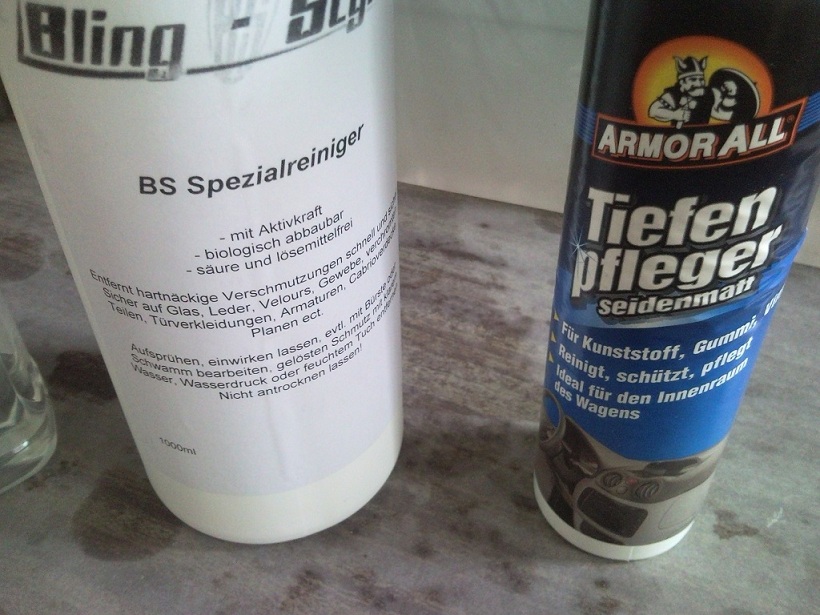 Bling - Sty
BS Spezialreiniger
- mit Aktivkraft
- biologisch abbaubar
- säure und lösemittelfrei
Entfernt hartnäckige Verschmutzungen schnell und
Sicher auf Glas, Leder, Velours, Gewebe,
Teilen, Türverkleidungen, Armaturen,
Planen ect.
Aufsprühen, einwirken lassen, evtl. mit Bürste
Schwamm bearbeiten, gelösten Schmutz mit
Wasser, Wasserdruck oder feuchtem Tuch
Nicht antrocknen lassen!
1000ml
ARMOR ALL
Tiefen
pfleger
seidenmatt
Für Kunststoff, Gummi,
Reinigt, schützt, pflegt
Ideal für den Innenraum
des Wagens